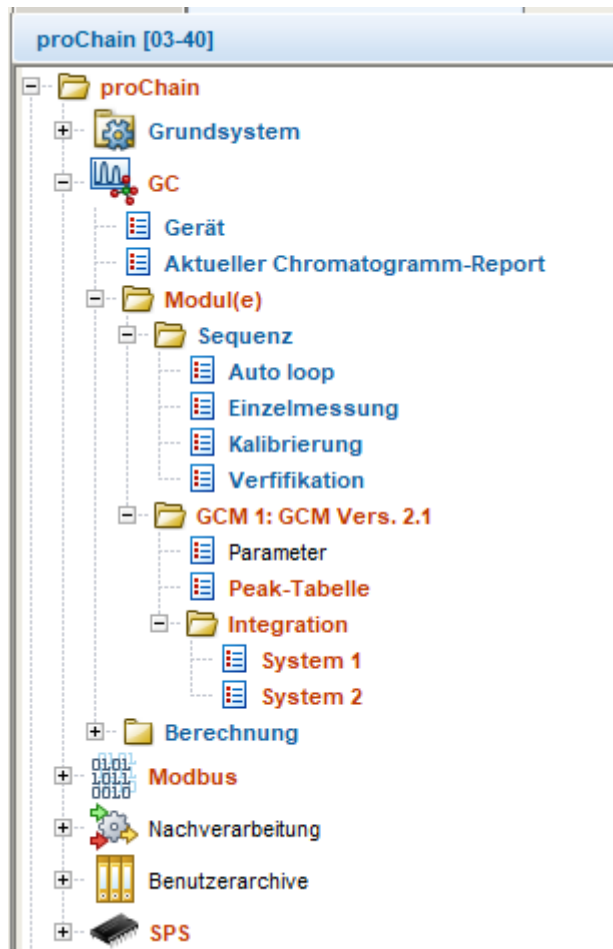 proChain [03-40]
proChain
Grundsystem
GC
Gerät
Aktueller Chromatogramm-Report
Modul(e)
Sequenz
Auto loop
Einzelmessung
Kalibrierung
Verfifikation
GCM 1: GCM Vers. 2.1
Parameter
Peak-Tabelle
Integration
System 1
System 2
Berechnung
Modbus
Nachverarbeitung
Benutzerarchive
SPS